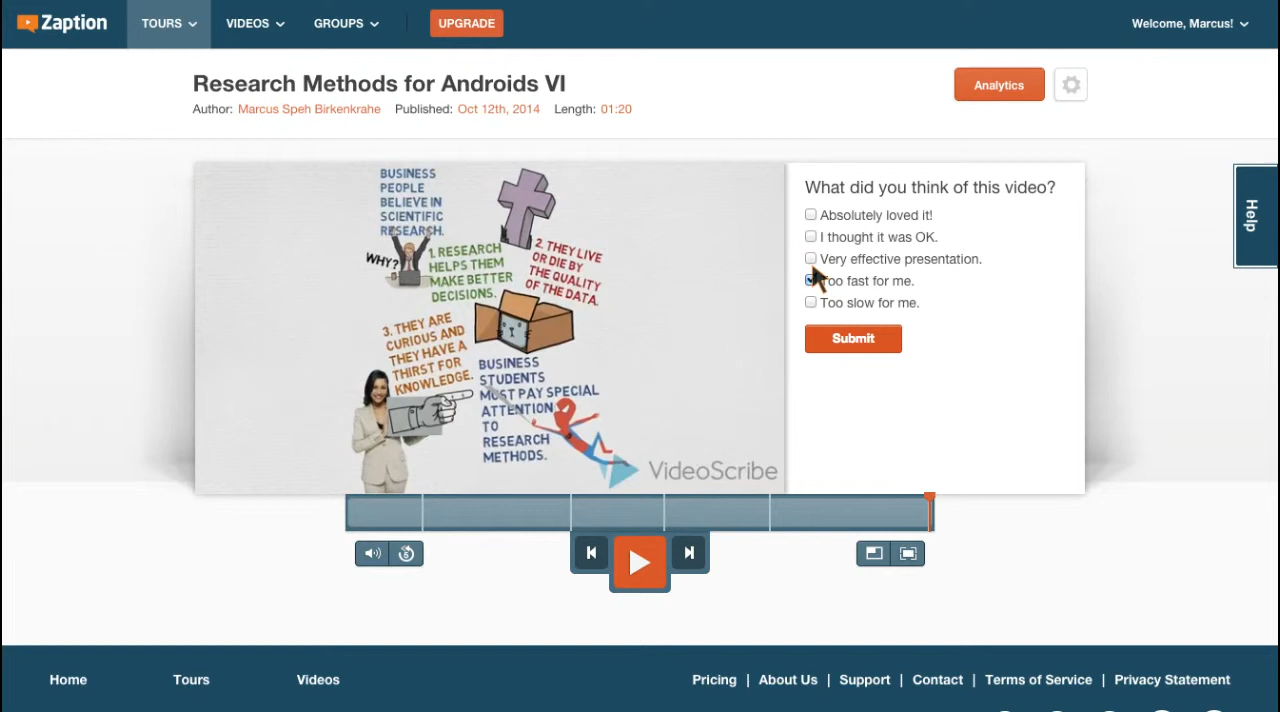 Zaption
TOURS
VIDEOS
GROUPS
UPGRADE
Welcome, Marcus!
Research Methods for Androids VI
Analytics
Author: Marcus Speh Birkenkrahe Published: Oct 12th, 2014 Length: 01:20
BUSINESS
PEOPLE
BELIEVE IN
SCIENTIFIC
RESEARCH.
WHY?
1. RESEARCH
HELPS THEM
MAKE BETTER
DECISIONS.
2. THEY LIVE
OR DIE BY
THE QUALITY
OF THE DATA.
3. THEY ARE
CURIOUS AND
THEY HAVE A
THIRST FOR
KNOWLEDGE.
BUSINESS
STUDENTS
MUST PAY SPECIAL
ATTENTION
TO
RESEARCH
METHODS.
VideoScribe
What did you think of this video?
Absolutely loved it!
I thought it was OK.
Very effective presentation.
Too fast for me.
Too slow for me.
Submit
Help
5
Home
Tours
Videos
Pricing | About Us | Support | Contact | Terms of Service | Privacy Statement